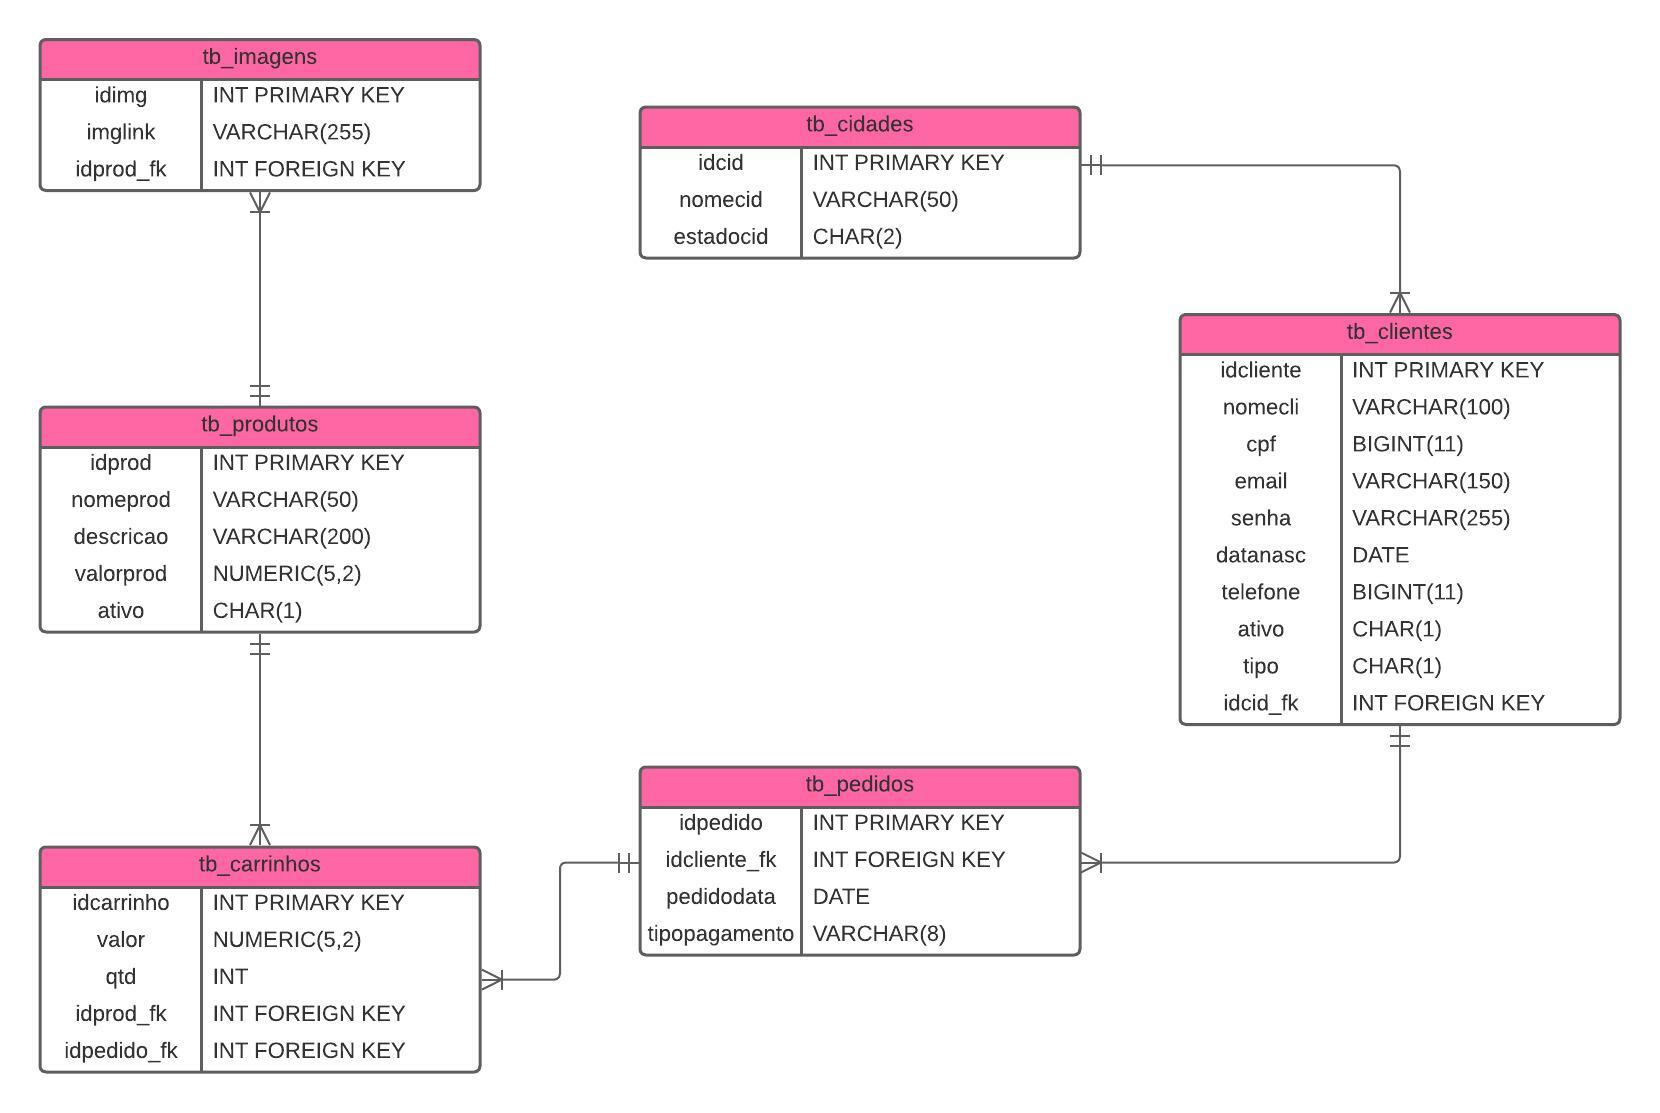 tb_imagens
idimg INT PRIMARY KEY
imglink VARCHAR(255)
idprod_fk INT FOREIGN KEY
tb_cidades
idcid INT PRIMARY KEY
nomecid VARCHAR(50)
estadocid CHAR(2)
tb_clientes
idcliente INT PRIMARY KEY
nomecli VARCHAR(100)
cpf BIGINT(11)
email VARCHAR(150)
senha VARCHAR(255)
datanasc DATE
telefone BIGINT(11)
ativo CHAR(1)
tipo CHAR(1)
idcid_fk INT FOREIGN KEY
tb_produtos
idprod INT PRIMARY KEY
nomeprod VARCHAR(50)
descricao VARCHAR(200)
valorprod NUMERIC(5,2)
ativo CHAR(1)
tb_pedidos
idpedido INT PRIMARY KEY
idcliente_fk INT FOREIGN KEY
pedidodata DATE
tipopagamento VARCHAR(8)
tb_carrinhos
idcarrinho INT PRIMARY KEY
valor NUMERIC(5,2)
qtd INT
idprod_fk INT FOREIGN KEY
idpedido_fk INT FOREIGN KEY